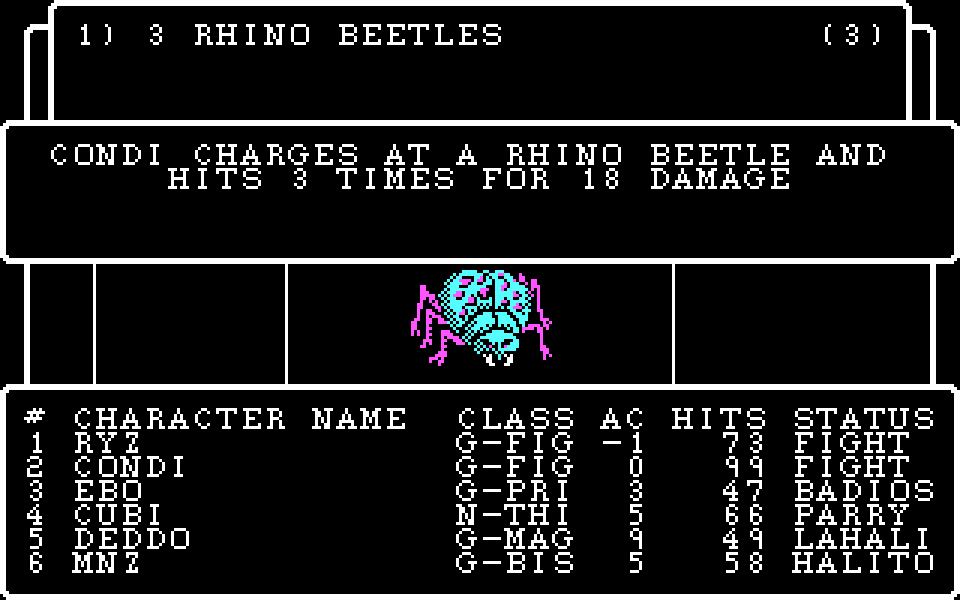 1) 3 RHINO BEETLES (3)
CONDI CHARGES AT A RHINO BEETLE AND
HITS 3 TIMES FOR 18 DAMAGE
# CHARACTER NAME CLASS AC HITS STATUS
1 RYZ G-FIG -1 73 FIGHT
2 CONDI G-FIG 0 99 FIGHT
3 EBO G-PRI 3 47 BADIOS
4 CUBI N-THI 5 66 PARRY
5 DEDDO G-MAG 9 49 LAHALI
6 MNZ G-BIS 5 58 HALITO